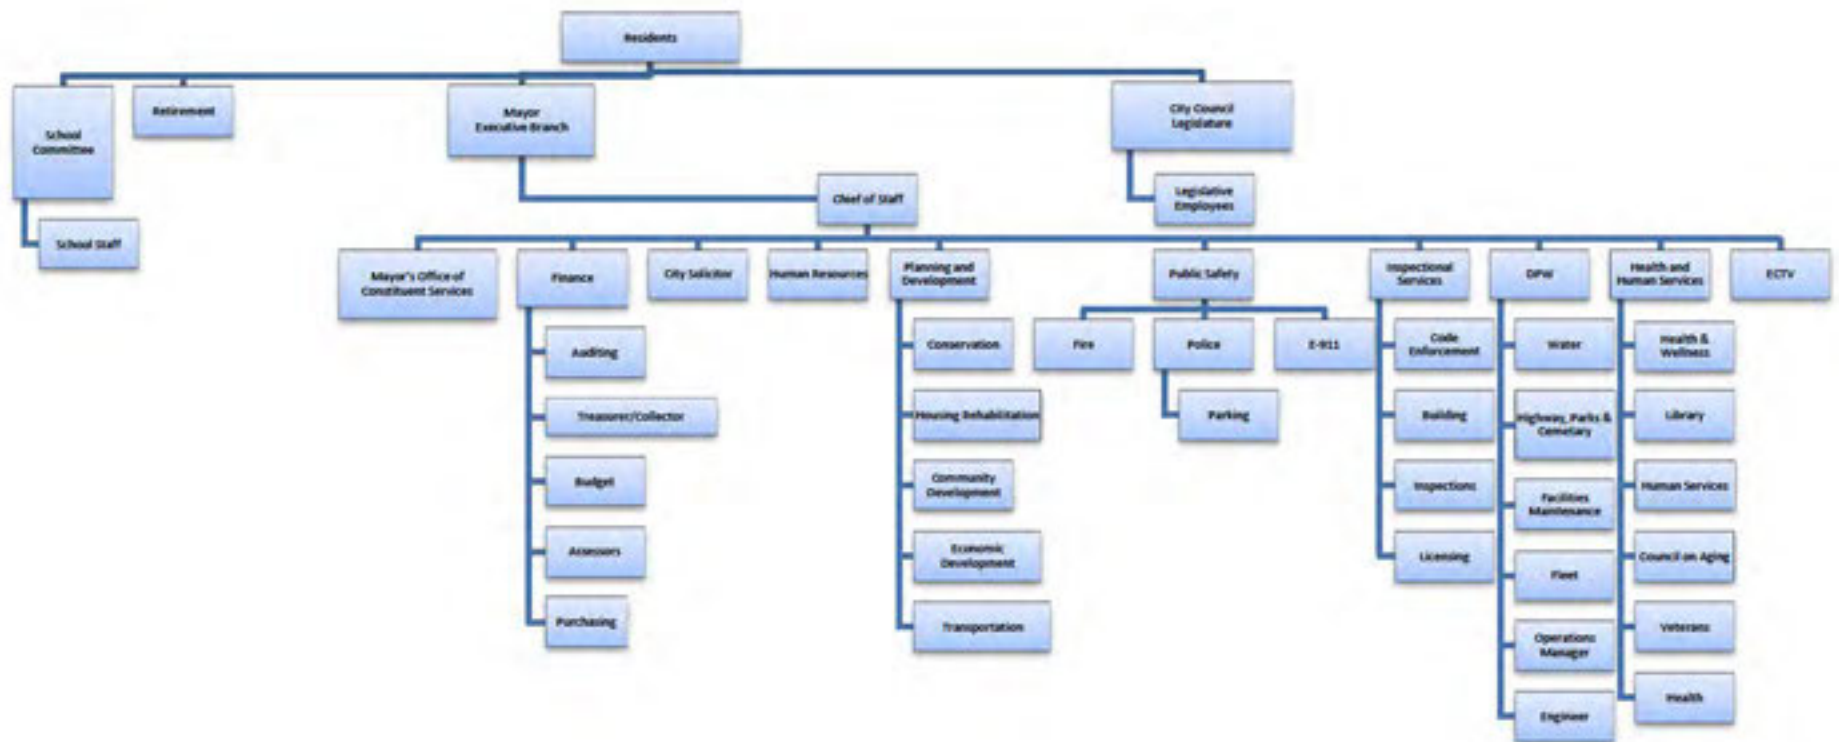 Residents
School
Committee
Retirement
Mayor
Executive Branch
City Council
Legislature
Chief of Staff
Legislative
Employees
School Staff
Mayor's Office of
Constituent Services
Finance
City Solicitor
Human Resources
Planning and
Development
Public Safety
Inspectional
Services
DPW
Health and
Human Services
ECTV
Auditing
Treasurer/Collector
Budget
Assessors
Purchasing
Conservation
Housing Rehabilitation
Community
Development
Economic
Development
Transportation
Fire
Police
E-911
Parking
Code
Enforcement
Building
Inspections
Licensing
Water
Highway, Parks &
Cemetary
Facilities
Maintenance
Fleet
Operations
Manager
Engineer
Health &
Wellness
Library
Human Services
Council on Aging
Veterans
Health